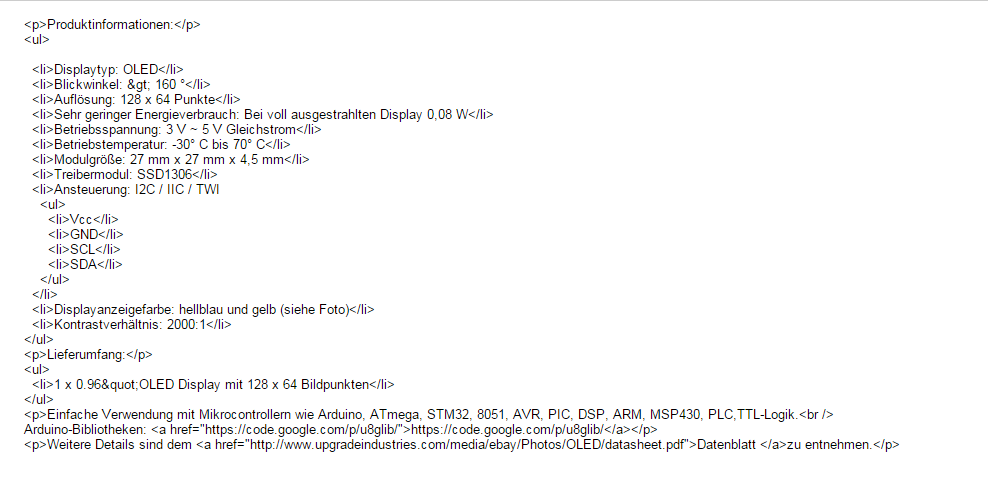 <p>Produktinformationen:</p>
<ul>
<li>Displaytyp: OLED</li>
<li>Blickwinkel: &gt; 160 °</li>
<li>Auflösung: 128 x 64 Punkte</li>
<li>Sehr geringer Energieverbrauch: Bei voll ausgestrahlten Display 0,08 W</li>
<li>Betriebsspannung: 3 V ~ 5 V Gleichstrom</li>
<li>Betriebstemperatur: -30° C bis 70° C</li>
<li>Modulgröße: 27 mm x 27 mm x 4,5 mm</li>
<li>Treibermodul: SSD1306</li>
<li>Ansteuerung: I2C / IIC / TWI
<ul>
<li>Vcc</li>
<li>GND</li>
<li>SCL</li>
<li>SDA</li>
</ul>
</li>
<li>Displayanzeigefarbe: hellblau und gelb (siehe Foto)</li>
<li>Kontrastverhältnis: 2000:1</li>
</ul>
<p>Lieferumfang:</p>
<ul>
<li>1 x 0.96&quot;OLED Display mit 128 x 64 Bildpunkten</li>
</ul>
<p>Einfache Verwendung mit Mikrocontrollern wie Arduino, ATmega, STM32, 8051, AVR, PIC, DSP, ARM, MSP430, PLC,TTL-Logik.<br />
Arduino-Bibliotheken: <a href="https://code.google.com/p/u8glib/">https://code.google.com/p/u8glib/</a></p>
<p>Weitere Details sind dem <a href="http://www.upgradeindustries.com/media/ebay/Photos/OLED/datasheet.pdf">Datenblatt </a>zu entnehmen.</p>